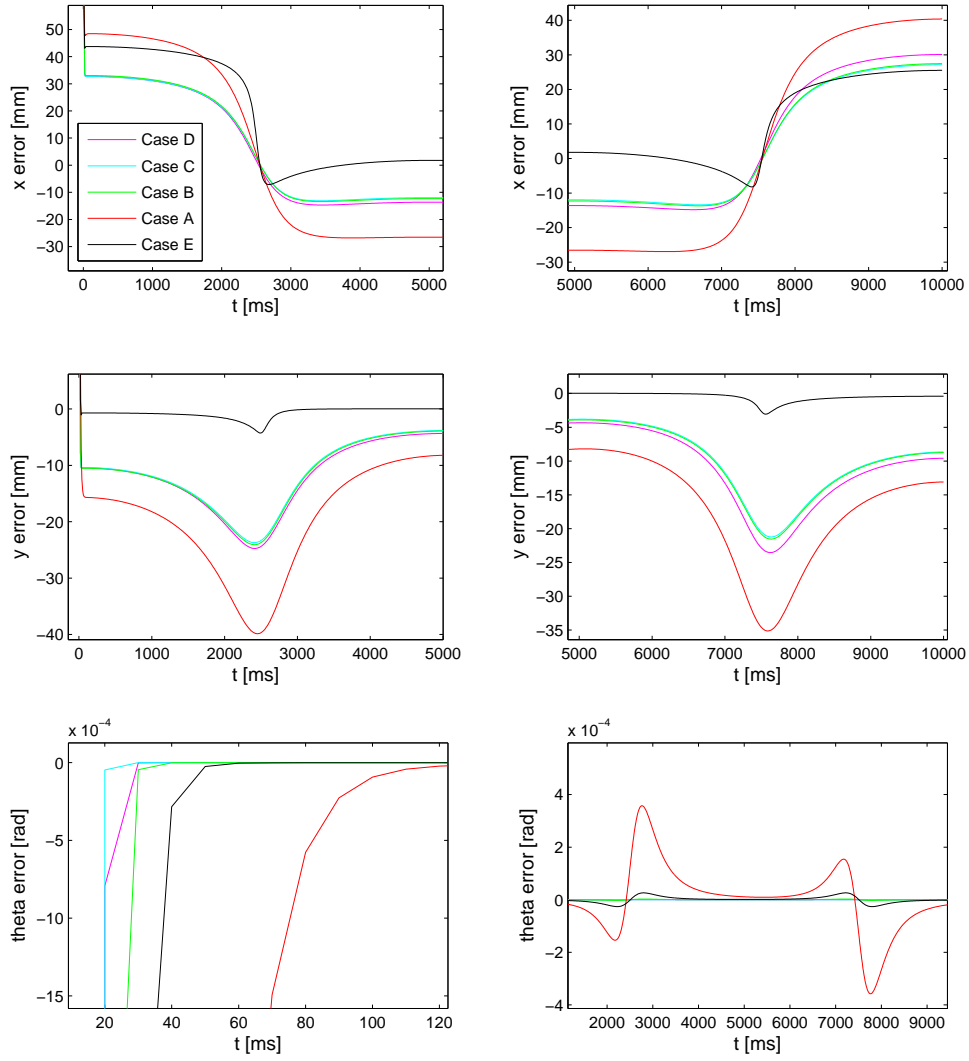 50
40
30
20
10
0
−10
−20
−30
x error [mm]
0 1000 2000 3000 4000 5000
t [ms]
Case D
Case C
Case B
Case A
Case E
40
30
20
10
0
−10
−20
−30
x error [mm]
5000 6000 7000 8000 9000 10000
t [ms]
0
−10
−20
−30
−40
y error [mm]
0 1000 2000 3000 4000 5000
t [ms]
0
−5
−10
−15
−20
−25
−30
−35
y error [mm]
5000 6000 7000 8000 9000 10000
t [ms]
x 10⁻⁴
0
−5
−10
−15
theta error [rad]
20 40 60 80 100 120
t [ms]
x 10⁻⁴
4
2
0
−2
−4
theta error [rad]
2000 3000 4000 5000 6000 7000 8000 9000
t [ms]